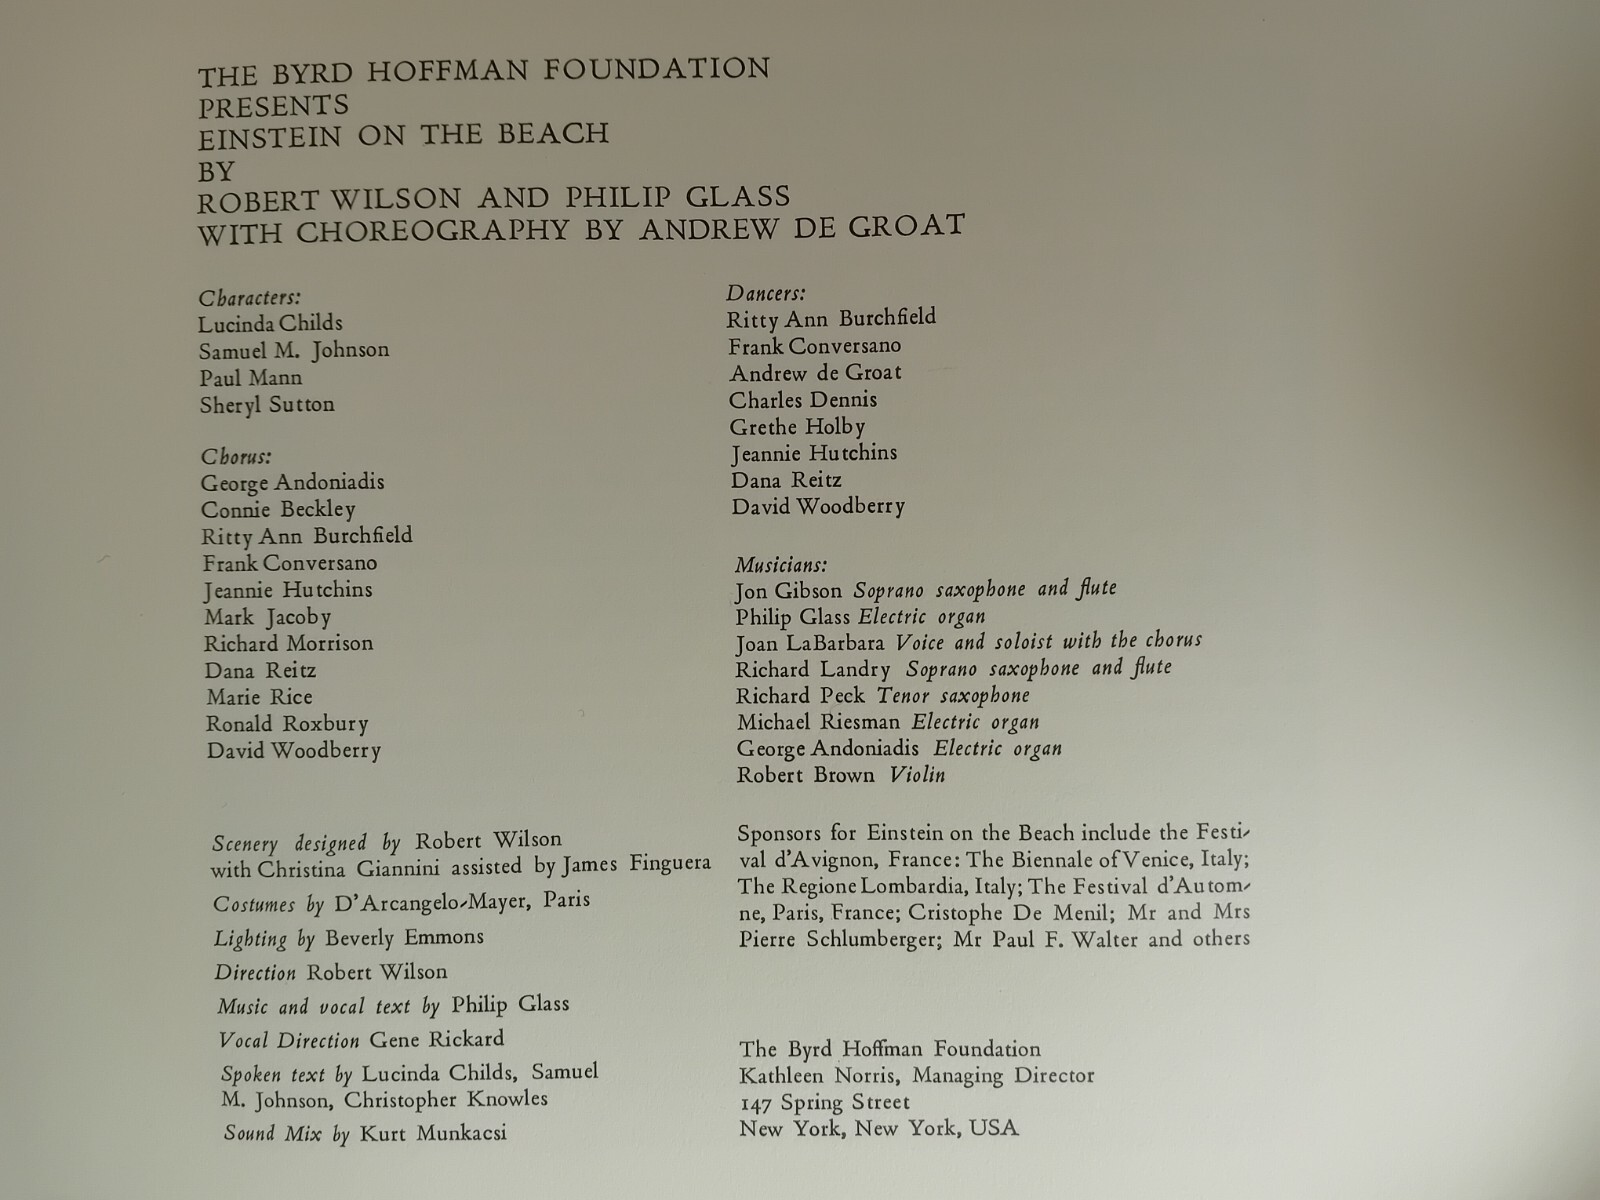 THE BYRD HOFFMAN FOUNDATION
PRESENTS
EINSTEIN ON THE BEACH
BY
ROBERT WILSON AND PHILIP GLASS
WITH CHOREOGRAPHY BY ANDREW DE GROAT
Characters:
Lucinda Childs
Samuel M. Johnson
Paul Mann
Sheryl Sutton
Chorus:
George Andoniadis
Connie Beckley
Ritty Ann Burchfield
Frank Conversano
Jeannie Hutchins
Mark Jacoby
Richard Morrison
Dana Reitz
Marie Rice
Ronald Roxbury
David Woodberry
Scenery designed by Robert Wilson
with Christina Giannini assisted by James Finguera
Costumes by D'Arcangelo-Mayer, Paris
Lighting by Beverly Emmons
Direction Robert Wilson
Music and vocal text by Philip Glass
Vocal Direction Gene Rickard
Spoken text by Lucinda Childs, Samuel
M. Johnson, Christopher Knowles
Sound Mix by Kurt Munkacsi
Dancers:
Ritty Ann Burchfield
Frank Conversano
Andrew de Groat
Charles Dennis
Grethe Holby
Jeannie Hutchins
Dana Reitz
David Woodberry
Musicians:
Jon Gibson Soprano saxophone and flute
Philip Glass Electric organ
Joan LaBarbara Voice and soloist with the chorus
Richard Landry Soprano saxophone and flute
Richard Peck Tenor saxophone
Michael Riesman Electric organ
George Andoniadis Electric organ
Robert Brown Violin
Sponsors for Einstein on the Beach include the Festi-
val d'Avignon, France: The Biennale of Venice, Italy;
The Regione Lombardia, Italy; The Festival d'Autom-
ne, Paris, France; Cristophe De Menil; Mr and Mrs
Pierre Schlumberger; Mr Paul F. Walter and others
The Byrd Hoffman Foundation
Kathleen Norris, Managing Director
147 Spring Street
New York, New York, USA